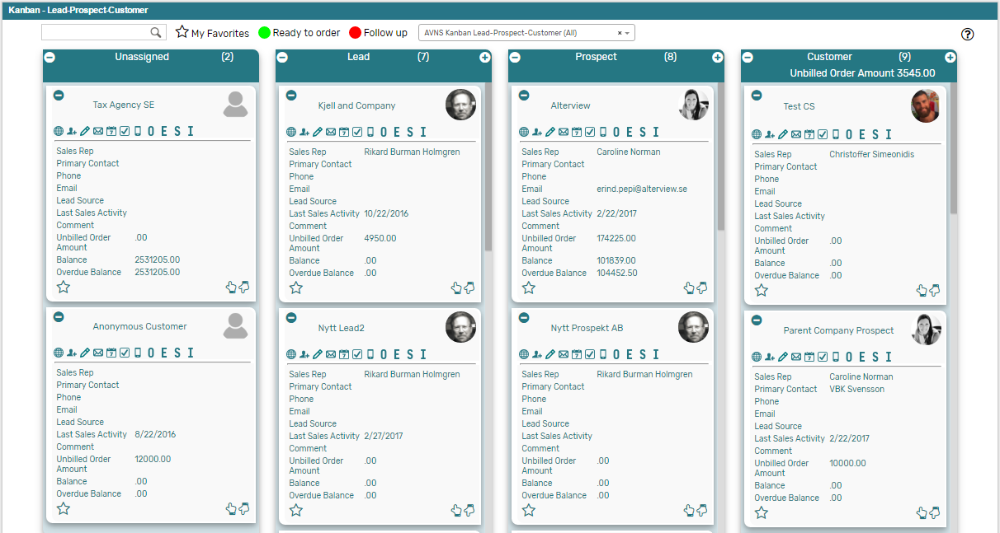 Kanban - Lead-Prospect-Customer
My Favorites Ready to order Follow up AVNS Kanban Lead-Prospect-Customer (All) × ?
Unassigned (2)
Tax Agency SE
7 O E S I
Sales Rep
Primary Contact
Phone
Email
Lead Source
Last Sales Activity
Comment
Unbilled Order Amount .00
Balance 2531205.00
Overdue Balance 2531205.00
Anonymous Customer
7 O E S I
Sales Rep
Primary Contact
Phone
Email
Lead Source
Last Sales Activity 8/22/2016
Comment
Unbilled Order Amount 12000.00
Balance .00
Overdue Balance .00
Lead (7)
Kjell and Company
7 O E S I
Sales Rep Rikard Burman Holmgren
Primary Contact
Phone
Email
Lead Source
Last Sales Activity 10/22/2016
Comment
Unbilled Order Amount 4950.00
Balance .00
Overdue Balance .00
Nytt Lead2
7 O E S I
Sales Rep Rikard Burman Holmgren
Primary Contact
Phone
Email
Lead Source
Last Sales Activity 2/27/2017
Comment
Unbilled Order Amount .00
Balance .00
Overdue Balance .00
Prospect (8)
Alterview
7 O E S I
Sales Rep Caroline Norman
Primary Contact
Phone
Email erind.pepi@alterview.se
Lead Source
Last Sales Activity 2/22/2017
Comment
Unbilled Order Amount 174225.00
Balance 101839.00
Overdue Balance 104452.50
Nytt Prospekt AB
7 O E S I
Sales Rep Rikard Burman Holmgren
Primary Contact
Phone
Email
Lead Source
Last Sales Activity
Comment
Unbilled Order Amount .00
Balance .00
Overdue Balance .00
Customer (9)
Unbilled Order Amount 3545.00
Test CS
7 O E S I
Sales Rep Christoffer Simeonidis
Primary Contact
Phone
Email
Lead Source
Last Sales Activity
Comment
Unbilled Order Amount .00
Balance .00
Overdue Balance .00
Parent Company Prospect
7 O E S I
Sales Rep Caroline Norman
Primary Contact VBK Svensson
Phone
Email
Lead Source
Last Sales Activity 2/22/2017
Comment
Unbilled Order Amount 10000.00
Balance .00
Overdue Balance .00